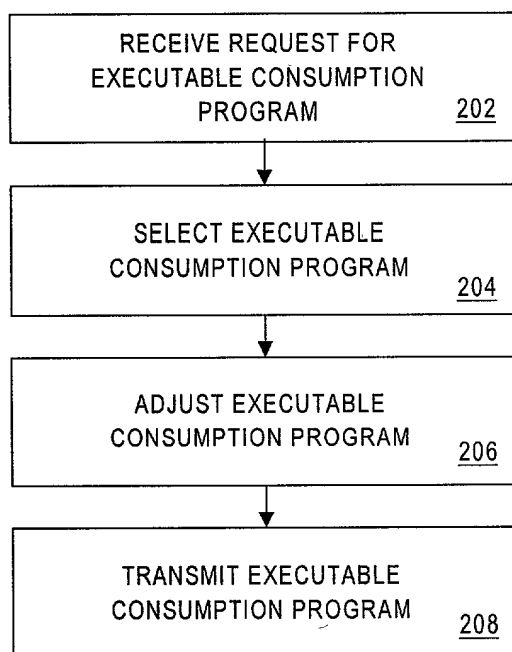 RECEIVE REQUEST FOR
EXECUTABLE CONSUMPTION
PROGRAM
202
SELECT EXECUTABLE
CONSUMPTION PROGRAM
204
ADJUST EXECUTABLE
CONSUMPTION PROGRAM
206
TRANSMIT EXECUTABLE
CONSUMPTION PROGRAM
208